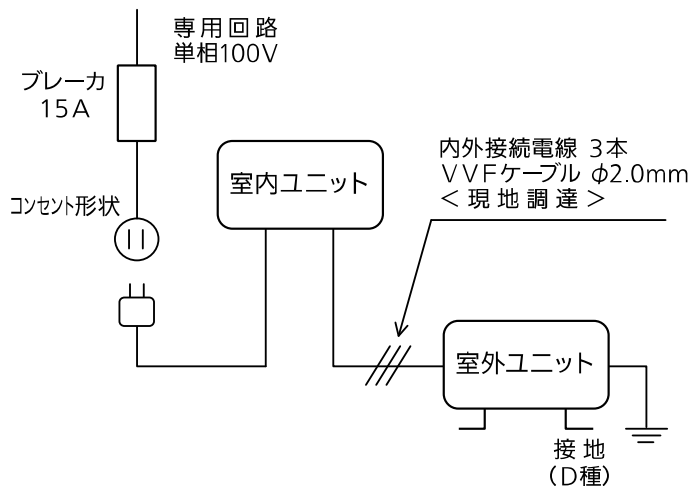 専用回路
単相100V
ブレーカ
15A
コンセント形状
室内ユニット
内外接続電線 3本
VVFケーブル φ2.0mm
<現地調達>
室外ユニット
接地
(D種)